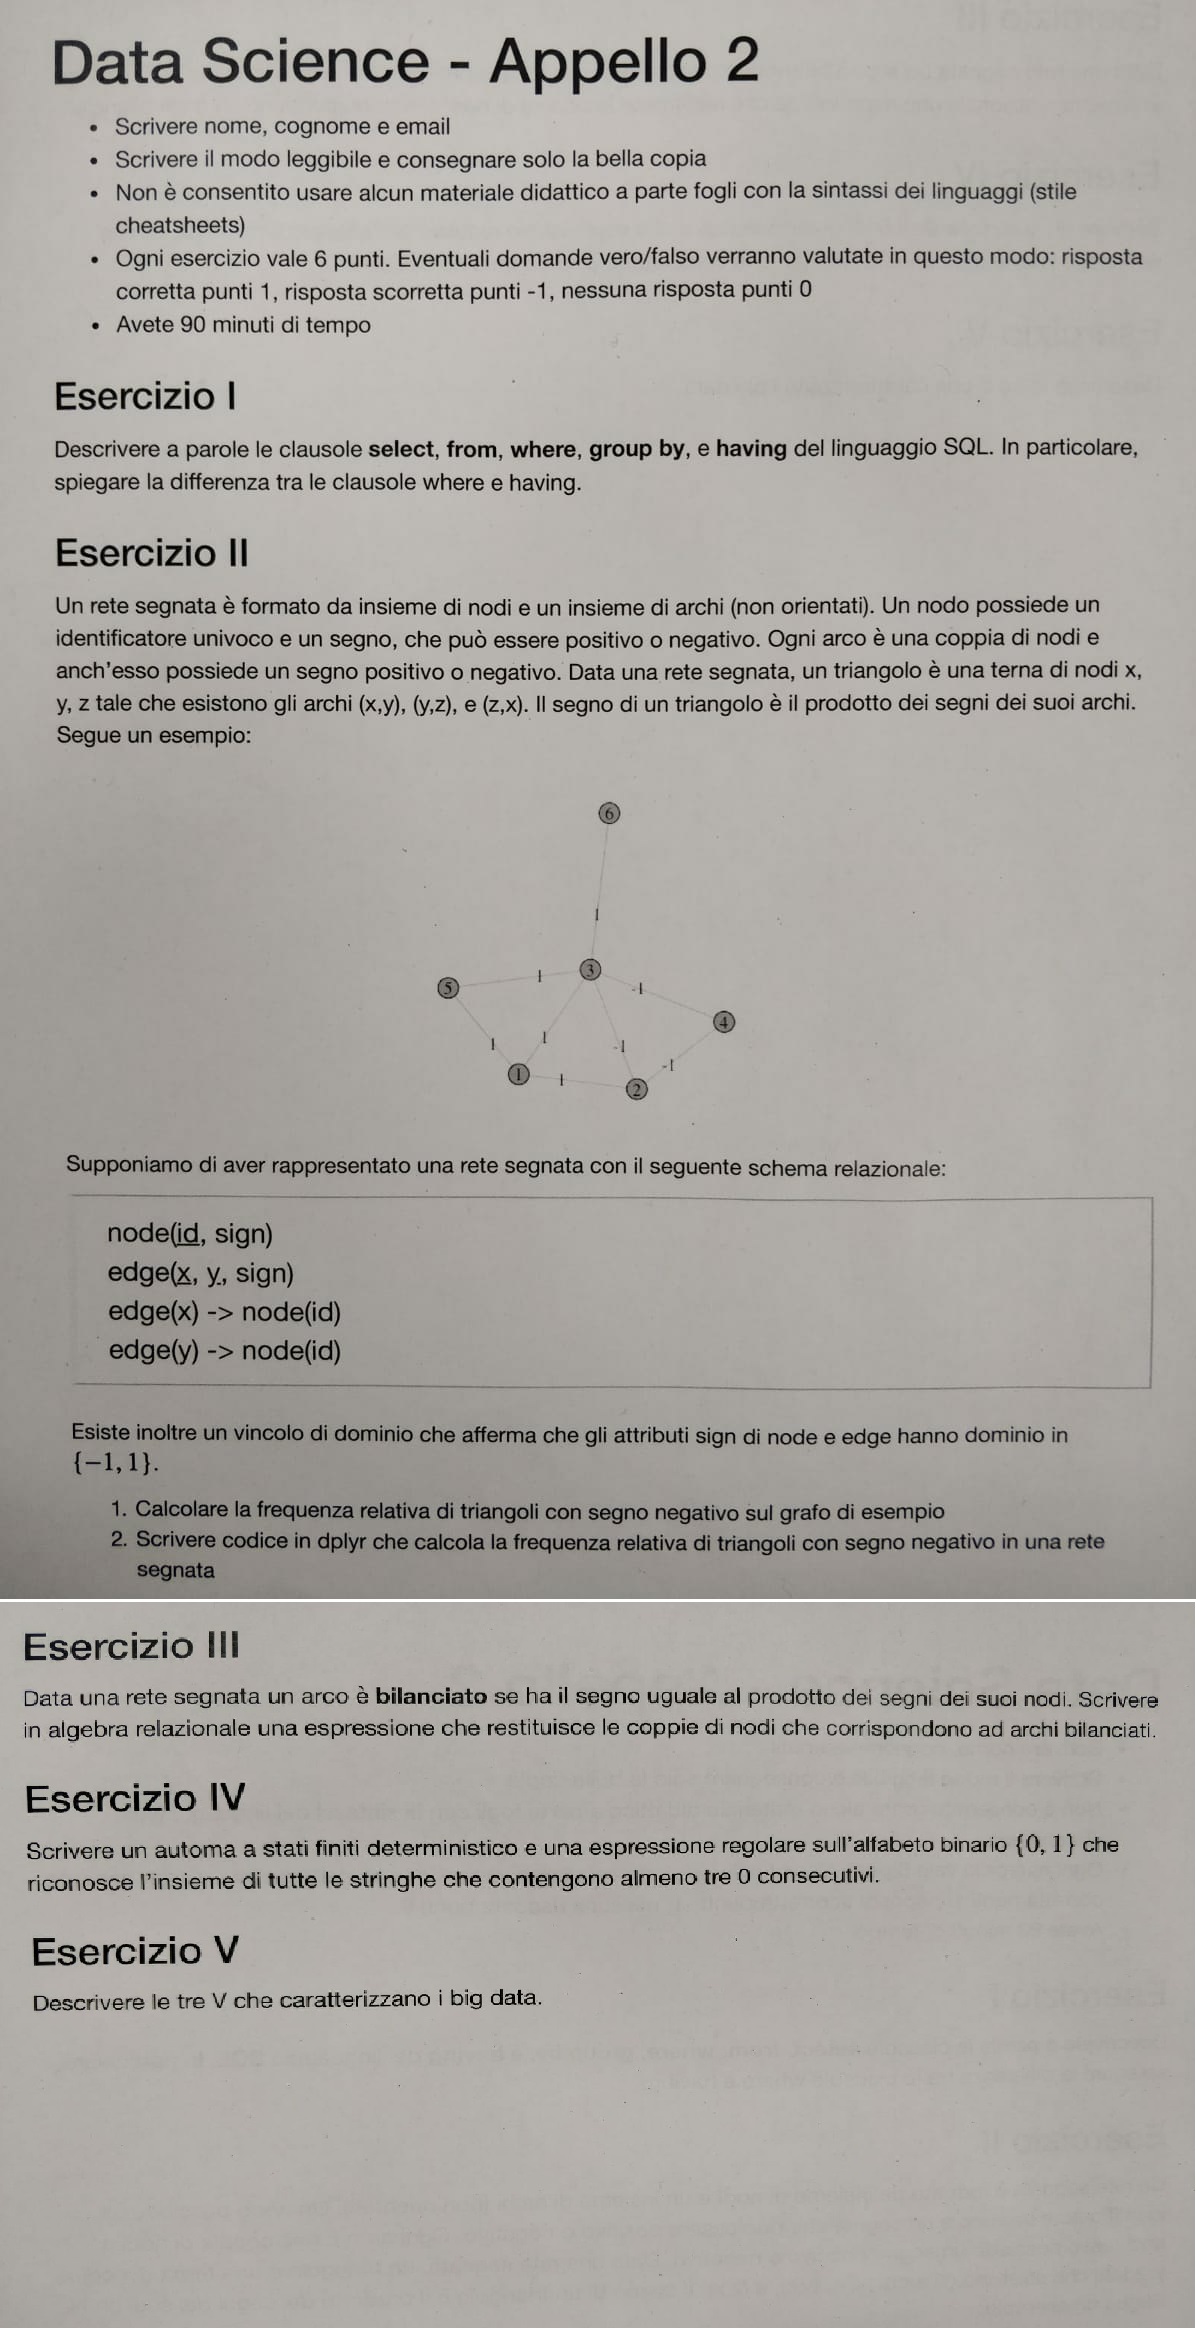 Data Science - Appello 2
• Scrivere nome, cognome e email
• Scrivere il modo leggibile e consegnare solo la bella copia
• Non è consentito usare alcun materiale didattico a parte fogli con la sintassi dei linguaggi (stile
cheatsheets)
• Ogni esercizio vale 6 punti. Eventuali domande vero/falso verranno valutate in questo modo: risposta
corretta punti 1, risposta scorretta punti -1, nessuna risposta punti 0
• Avete 90 minuti di tempo
Esercizio I
Descrivere a parole le clausole select, from, where, group by, e having del linguaggio SQL. In particolare,
spiegare la differenza tra le clausole where e having.
Esercizio II
Un rete segnata è formato da insieme di nodi e un insieme di archi (non orientati). Un nodo possiede un
identificatore univoco e un segno, che può essere positivo o negativo. Ogni arco è una coppia di nodi e
anch'esso possiede un segno positivo o negativo. Data una rete segnata, un triangolo è una terna di nodi x,
y, z tale che esistono gli archi (x,y), (y,z), e (z,x). Il segno di un triangolo è il prodotto dei segni dei suoi archi.
Segue un esempio:
6
1
3
1
5
-1
4
1
1
-1
-1
1
1
2
Supponiamo di aver rappresentato una rete segnata con il seguente schema relazionale:
node(id, sign)
edge(x, y, sign)
edge(x) -> node(id)
edge(y) -> node(id)
Esiste inoltre un vincolo di dominio che afferma che gli attributi sign di node e edge hanno dominio in
{−1, 1}.
1. Calcolare la frequenza relativa di triangoli con segno negativo sul grafo di esempio
2. Scrivere codice in dplyr che calcola la frequenza relativa di triangoli con segno negativo in una rete
segnata
Esercizio III
Data una rete segnata un arco è bilanciato se ha il segno uguale al prodotto dei segni dei suoi nodi. Scrivere
in algebra relazionale una espressione che restituisce le coppie di nodi che corrispondono ad archi bilanciati.
Esercizio IV
Scrivere un automa a stati finiti deterministico e una espressione regolare sull'alfabeto binario {0, 1} che
riconosce l'insieme di tutte le stringhe che contengono almeno tre 0 consecutivi.
Esercizio V
Descrivere le tre V che caratterizzano i big data.